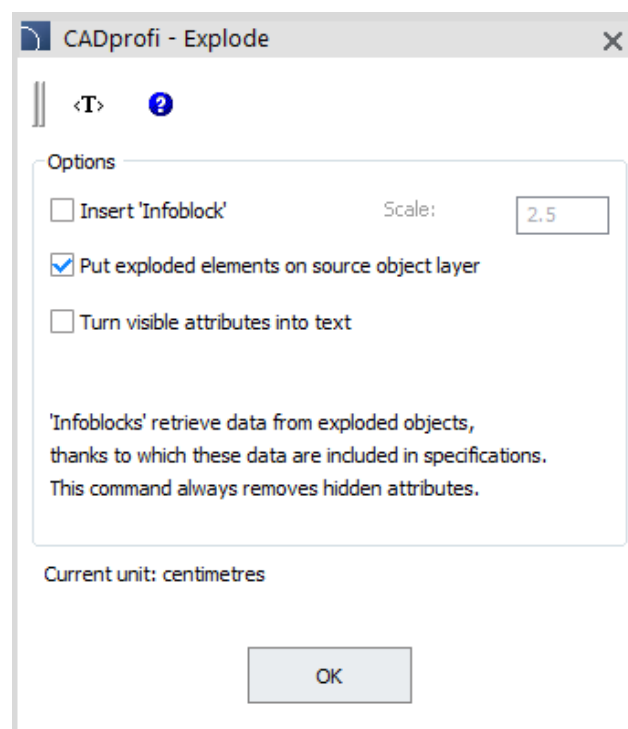 CADprofi - Explode
<T>
?
Options
Insert 'Infoblock' Scale: 2.5
Put exploded elements on source object layer
Turn visible attributes into text
'Infoblocks' retrieve data from exploded objects,
thanks to which these data are included in specifications.
This command always removes hidden attributes.
Current unit: centimetres
OK